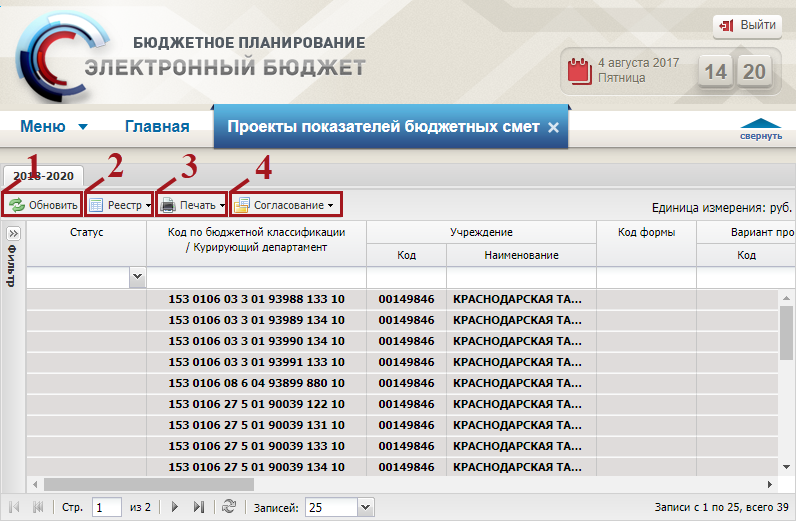 Выйти
БЮДЖЕТНОЕ ПЛАНИРОВАНИЕ
ЭЛЕКТРОННЫЙ БЮДЖЕТ
4 августа 2017
Пятница
14 20
Меню Главная Проекты показателей бюджетных смет
свернуть
1 2 3 4
2018-2020
Обновить Реестр Печать Согласование
Единица измерения: руб.
Фильтр
Статус Код по бюджетной классификации / Курирующий департамент Учреждение Код формы Вариант про
Код Наименование Код
153 0106 03 3 01 93988 133 10 00149846 КРАСНОДАРСКАЯ ТА...
153 0106 03 3 01 93989 134 10 00149846 КРАСНОДАРСКАЯ ТА...
153 0106 03 3 01 93990 134 10 00149846 КРАСНОДАРСКАЯ ТА...
153 0106 03 3 01 93991 133 10 00149846 КРАСНОДАРСКАЯ ТА...
153 0106 08 6 04 93899 880 10 00149846 КРАСНОДАРСКАЯ ТА...
153 0106 27 5 01 90039 122 10 00149846 КРАСНОДАРСКАЯ ТА...
153 0106 27 5 01 90039 131 10 00149846 КРАСНОДАРСКАЯ ТА...
153 0106 27 5 01 90039 133 10 00149846 КРАСНОДАРСКАЯ ТА...
153 0106 27 5 01 90039 134 10 00149846 КРАСНОДАРСКАЯ ТА...
Стр. 1 из 2 Записей: 25 Записи с 1 по 25, всего 39